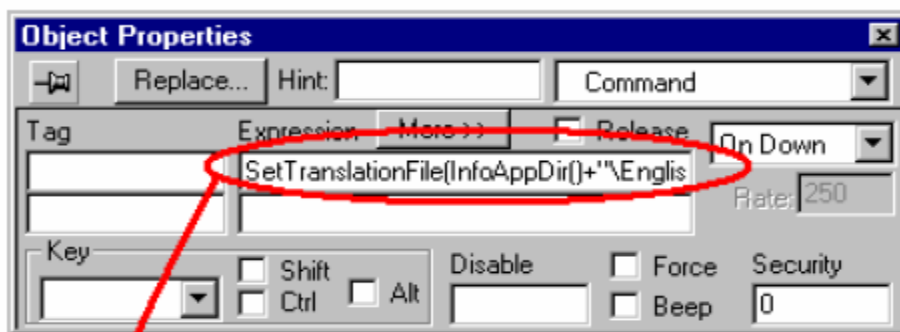 Object Properties
Replace... Hint: Command
Tag Expression More >> Release On Down
SetTranslationFile(InfoAppDir()+"\Englis
Rate: 250
Key Shift Disable Force Security
Ctrl Alt Beep 0